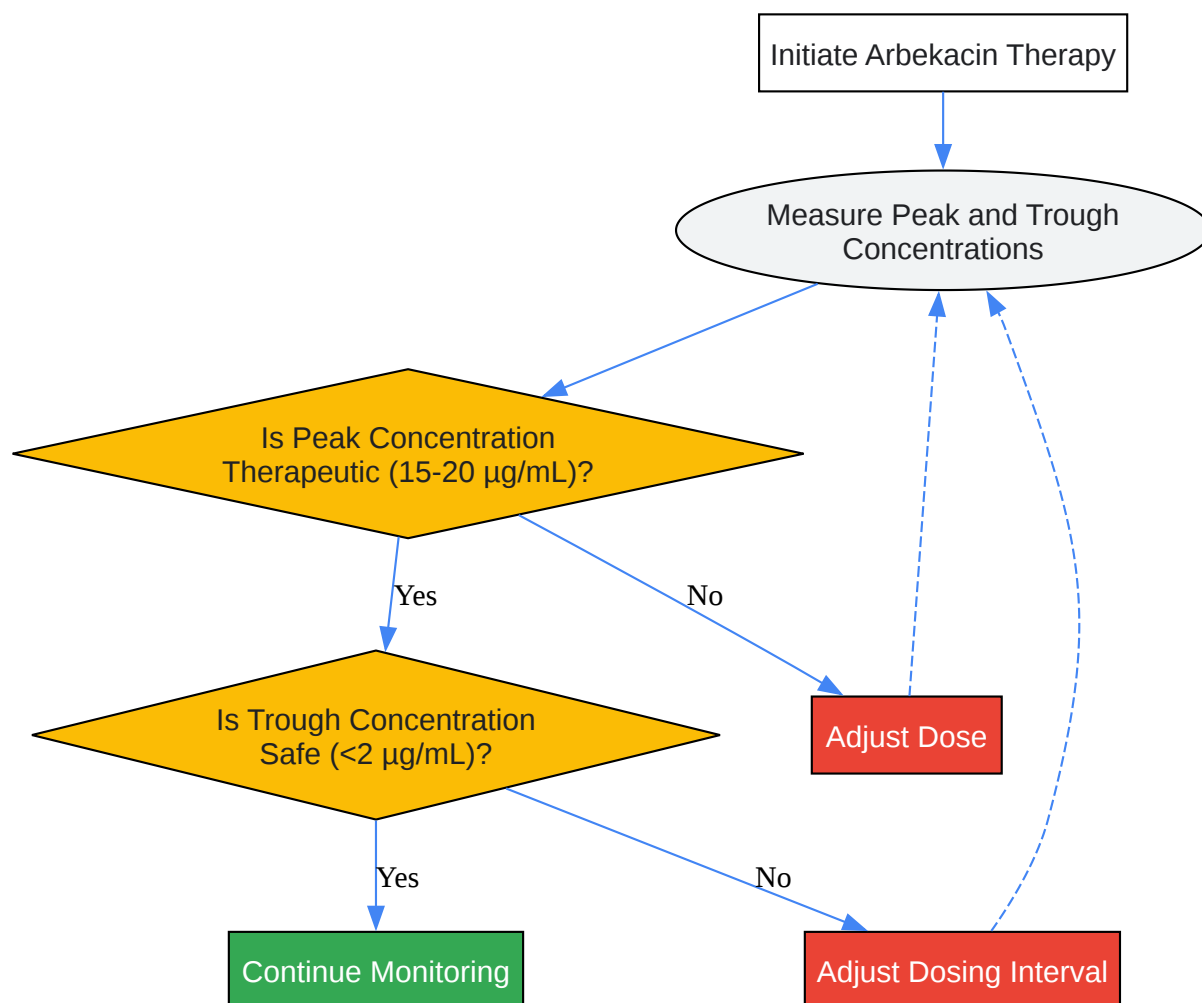 Initiate Arbekacin Therapy
Measure Peak and Trough
Concentrations
Is Peak Concentration
Therapeutic (15-20 µg/mL)?
Yes
No
Is Trough Concentration
Safe (<2 µg/mL)?
Adjust Dose
Yes
No
Continue Monitoring
Adjust Dosing Interval